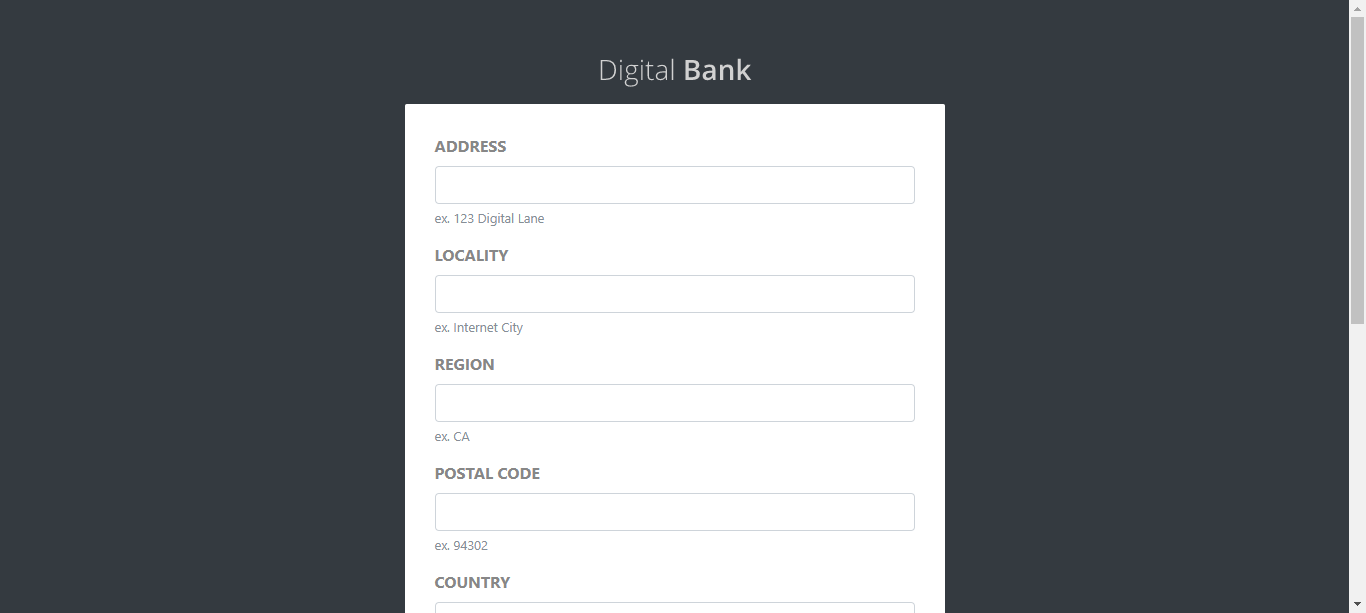 Digital Bank
ADDRESS
ex. 123 Digital Lane
LOCALITY
ex. Internet City
REGION
ex. CA
POSTAL CODE
ex. 94302
COUNTRY